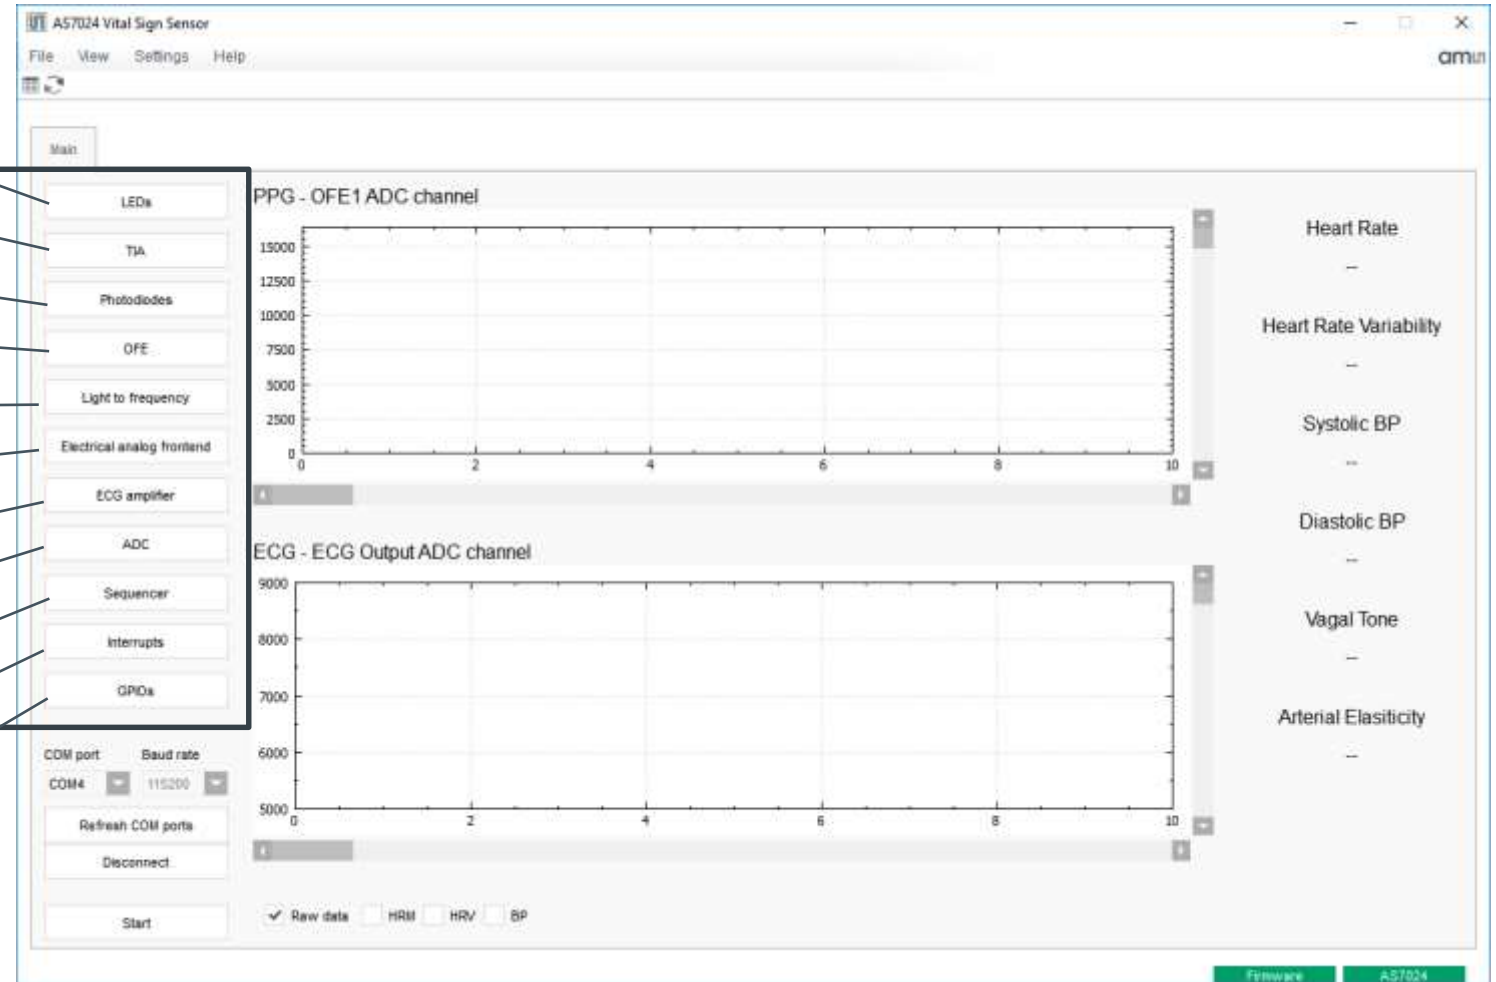 AS7024 Vital Sign Sensor
File View Settings Help
am
Main
LEDs
TIA
Photodiodes
OFE
Light to frequency
Electrical analog frontend
ECG amplifier
ADC
Sequencer
Interrupts
GPIOs
COM port Baud rate
COM4 115200
Refresh COM ports
Disconnect
Start
PPG - OFE1 ADC channel
15000
12500
10000
7500
5000
2500
0
0 2 4 6 8 10
ECG - ECG Output ADC channel
9000
8000
7000
6000
5000
0 2 4 6 8 10
Raw data HRM HRV BP
Heart Rate
--
Heart Rate Variability
--
Systolic BP
--
Diastolic BP
--
Vagal Tone
--
Arterial Elasiticity
--
Firmware AS7024